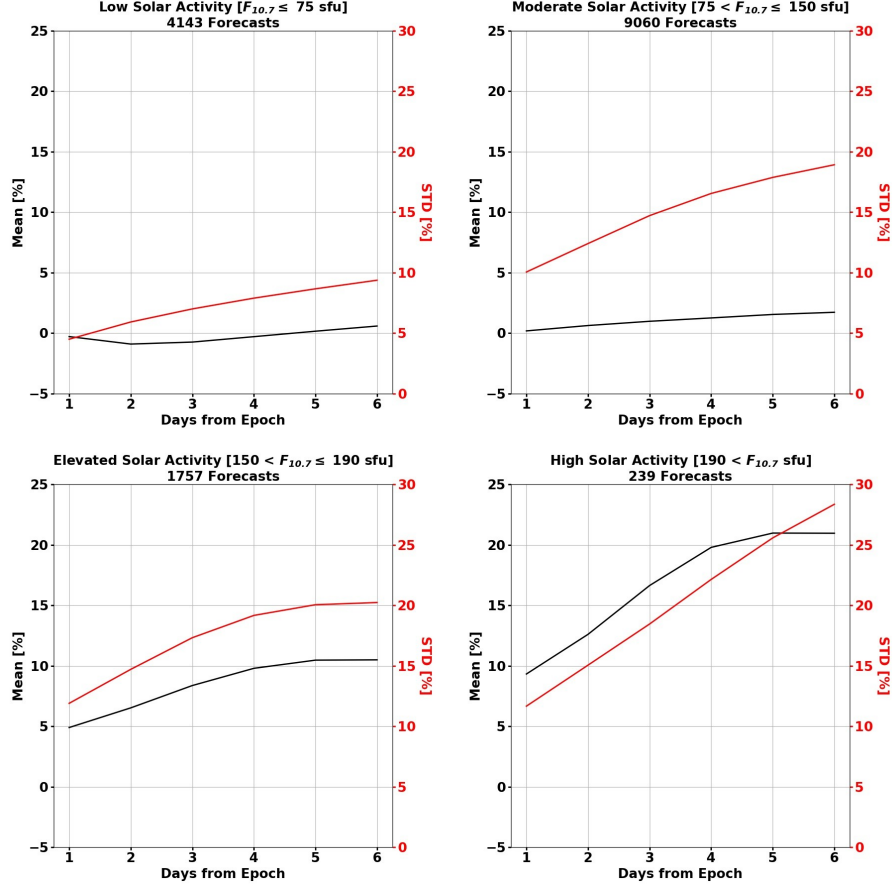 Low Solar Activity [F10.7 ≤ 75 sfu]
4143 Forecasts
25
20
15
10
5
0
−5
Mean [%]
30
25
20
15
10
5
0
STD [%]
1 2 3 4 5 6
Days from Epoch
Moderate Solar Activity [75 < F10.7 ≤ 150 sfu]
9060 Forecasts
25
20
15
10
5
0
−5
Mean [%]
30
25
20
15
10
5
0
STD [%]
1 2 3 4 5 6
Days from Epoch
Elevated Solar Activity [150 < F10.7 ≤ 190 sfu]
1757 Forecasts
25
20
15
10
5
0
−5
Mean [%]
30
25
20
15
10
5
0
STD [%]
1 2 3 4 5 6
Days from Epoch
High Solar Activity [190 < F10.7 sfu]
239 Forecasts
25
20
15
10
5
0
−5
Mean [%]
30
25
20
15
10
5
0
STD [%]
1 2 3 4 5 6
Days from Epoch